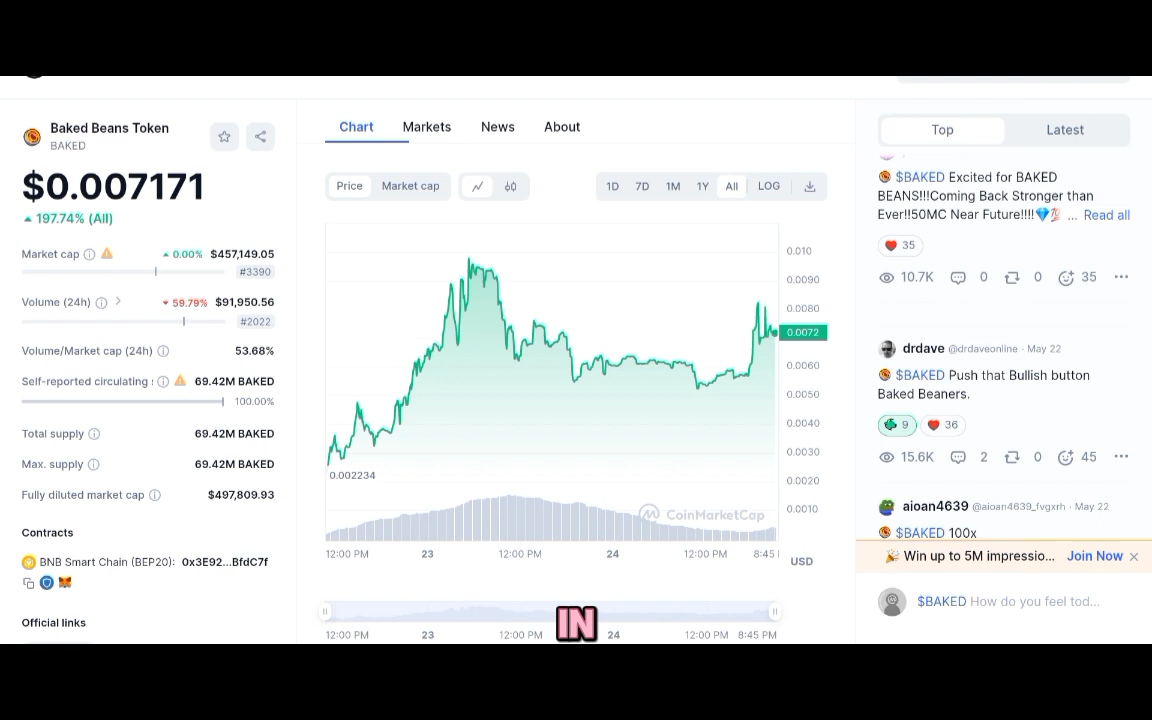 Baked Beans Token
BAKED
$0.007171
197.74% (All)
Market cap 0.00% $457,149.05
#3390
Volume (24h) 59.79% $91,950.56
#2022
Volume/Market cap (24h) 53.68%
Self-reported circulating : 69.42M BAKED
100.00%
Total supply 69.42M BAKED
Max. supply 69.42M BAKED
Fully diluted market cap $497,809.93
Contracts
BNB Smart Chain (BEP20): 0x3E92...BfdC7f
Official links
Chart Markets News About
Price Market cap
1D 7D 1M 1Y All LOG
0.010
0.0090
0.0080
0.0072
0.0060
0.0050
0.0040
0.0030
0.0020
0.0010
0.002234
CoinMarketCap
12:00 PM 23 12:00 PM 24 12:00 PM 8:45
USD
12:00 PM 23 12:00 PM 24 12:00 PM 8:45 PM
IN
Top Latest
$BAKED Excited for BAKED
BEANS!!!Coming Back Stronger than
Ever!!50MC Near Future!!!!💎💯 ... Read all
35
10.7K 0 0 35
drdave @drdaveonline · May 22
$BAKED Push that Bullish button
Baked Beaners.
9 36
15.6K 2 0 45
aioan4639 @aioan4639_fvgxrh · May 22
$BAKED 100x
🎉 Win up to 5M impressio... Join Now
$BAKED How do you feel tod...